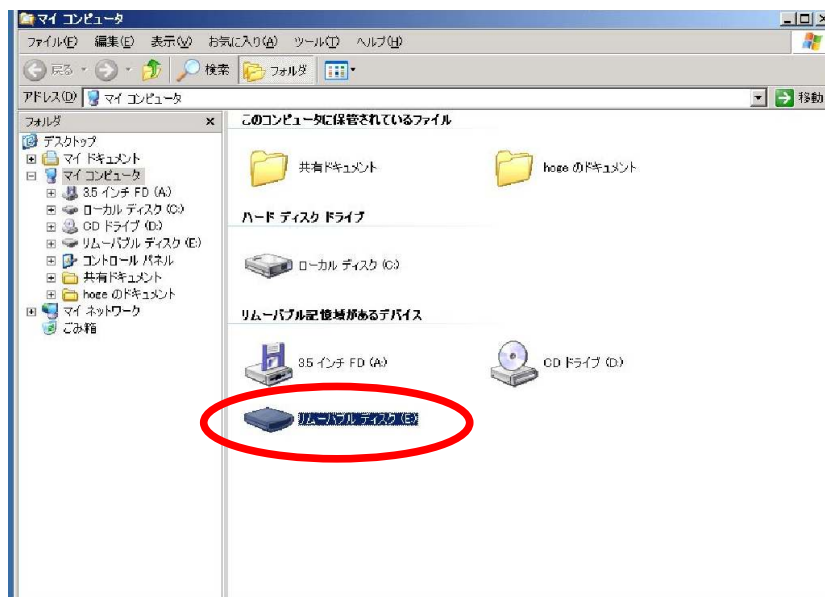 マイ コンピュータ
ファイル(F) 編集(E) 表示(V) お気に入り(A) ツール(T) ヘルプ(H)
戻る 検索 フォルダ
アドレス(D) マイ コンピュータ 移動
フォルダ x
デスクトップ
マイ ドキュメント
マイ コンピュータ
3.5 インチ FD (A:)
ローカル ディスク (C:)
CD ドライブ (D:)
リムーバブル ディスク (E:)
コントロール パネル
共有ドキュメント
hoge のドキュメント
マイ ネットワーク
ごみ箱
このコンピュータに保管されているファイル
共有ドキュメント
hoge のドキュメント
ハード ディスク ドライブ
ローカル ディスク (C:)
リムーバブル記憶域があるデバイス
3.5 インチ FD (A:)
CD ドライブ (D:)
リムーバブル ディスク (E:)